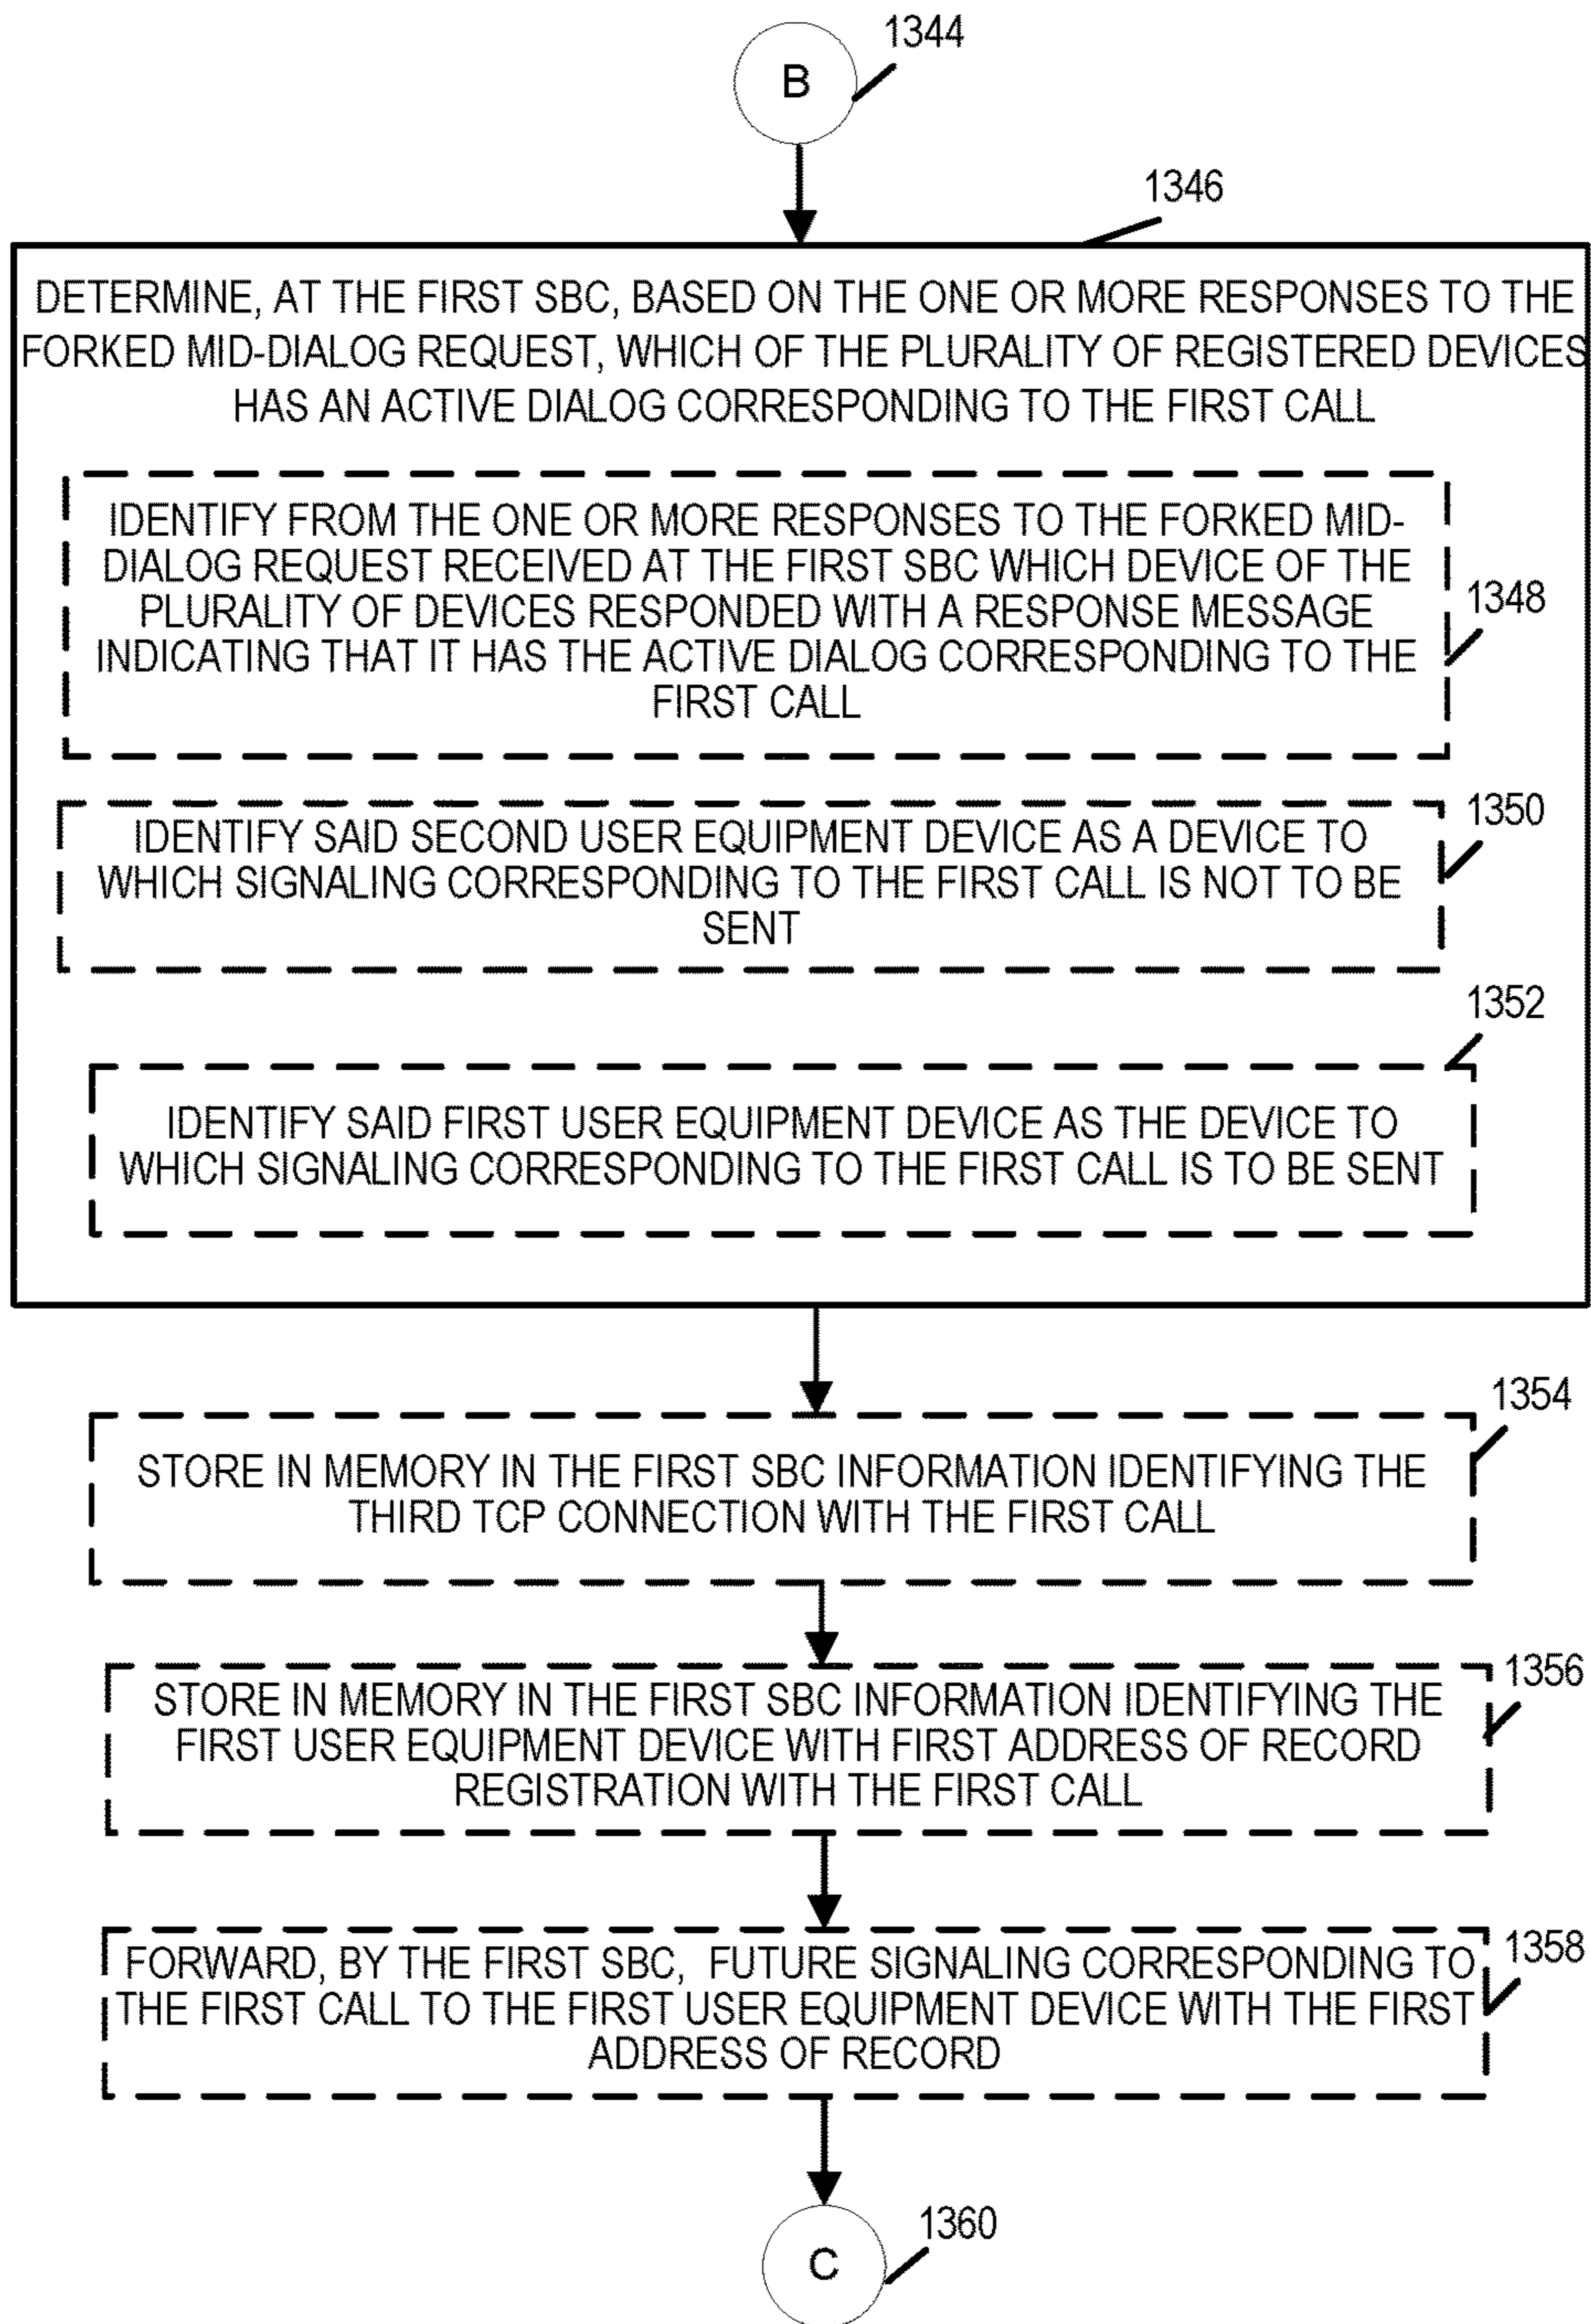 1344
B
1346
DETERMINE, AT THE FIRST SBC, BASED ON THE ONE OR MORE RESPONSES TO THE
FORKED MID-DIALOG REQUEST, WHICH OF THE PLURALITY OF REGISTERED DEVICES
HAS AN ACTIVE DIALOG CORRESPONDING TO THE FIRST CALL
IDENTIFY FROM THE ONE OR MORE RESPONSES TO THE FORKED MID-
DIALOG REQUEST RECEIVED AT THE FIRST SBC WHICH DEVICE OF THE
PLURALITY OF DEVICES RESPONDED WITH A RESPONSE MESSAGE
INDICATING THAT IT HAS THE ACTIVE DIALOG CORRESPONDING TO THE
FIRST CALL
1348
IDENTIFY SAID SECOND USER EQUIPMENT DEVICE AS A DEVICE TO
WHICH SIGNALING CORRESPONDING TO THE FIRST CALL IS NOT TO BE
SENT
1350
1352
IDENTIFY SAID FIRST USER EQUIPMENT DEVICE AS THE DEVICE TO
WHICH SIGNALING CORRESPONDING TO THE FIRST CALL IS TO BE SENT
1354
STORE IN MEMORY IN THE FIRST SBC INFORMATION IDENTIFYING THE
THIRD TCP CONNECTION WITH THE FIRST CALL
1356
STORE IN MEMORY IN THE FIRST SBC INFORMATION IDENTIFYING THE
FIRST USER EQUIPMENT DEVICE WITH FIRST ADDRESS OF RECORD
REGISTRATION WITH THE FIRST CALL
1358
FORWARD, BY THE FIRST SBC, FUTURE SIGNALING CORRESPONDING TO
THE FIRST CALL TO THE FIRST USER EQUIPMENT DEVICE WITH THE FIRST
ADDRESS OF RECORD
1360
C